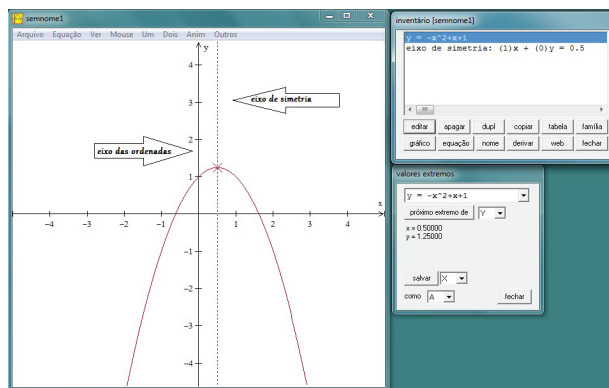 semnome1
Arquivo Equação Ver Mouse Um Dois Anim Outros
y
4
eixo de simetria
3
2
eixo das ordenadas
1
x
−4 −3 −2 −1 1 2 3 4
−1
−2
−3
−4
inventário [semnome1]
y = -x^2+x+1
eixo de simetria: (1)x + (0)y = 0.5
editar apagar dupl copiar tabela família
gráfico equação nome derivar web fechar
valores extremos
y = -x^2+x+1
próximo extremo de Y
x = 0.50000
y = 1.25000
salvar X
como A fechar